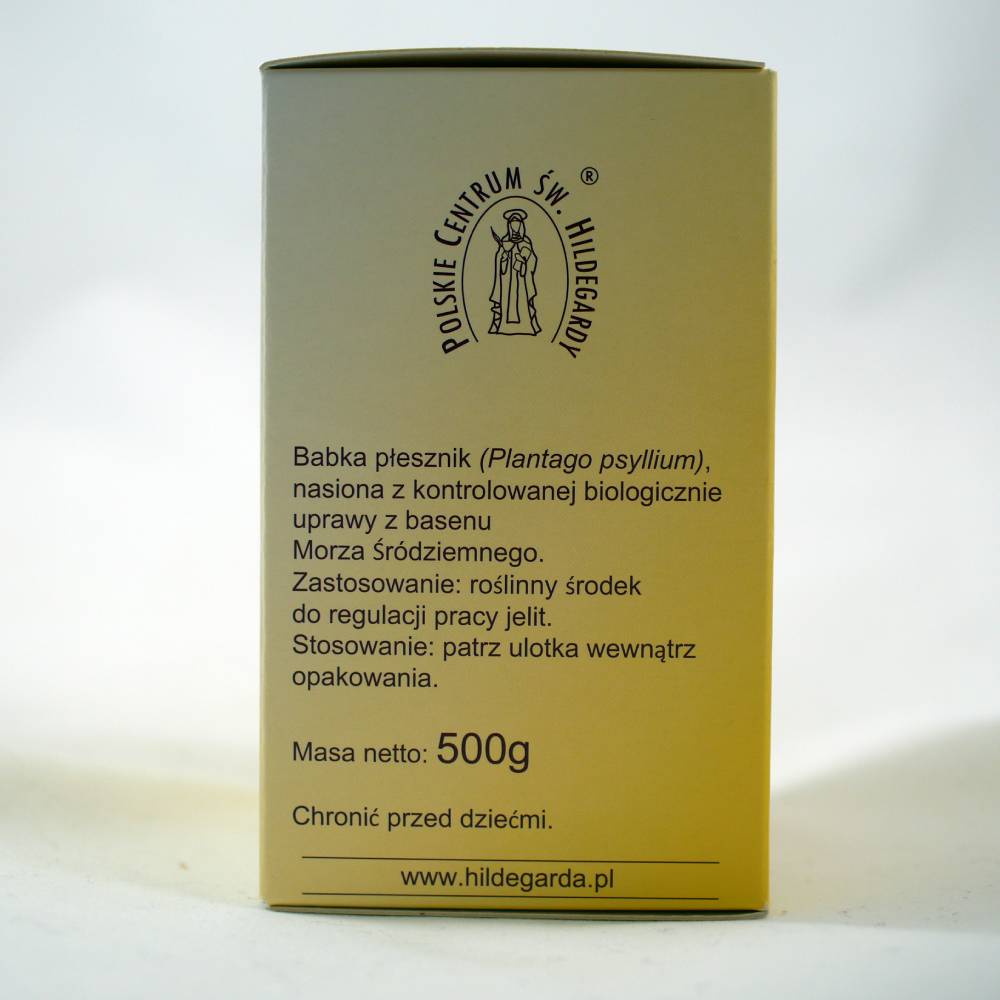 POLSKIE CENTRUM ŚW. HILDEGARDY ®
Babka płesznik (Plantago psyllium),
nasiona z kontrolowanej biologicznie
uprawy z basenu
Morza Śródziemnego.
Zastosowanie: roślinny środek
do regulacji pracy jelit.
Stosowanie: patrz ulotka wewnątrz
opakowania.
Masa netto: 500g
Chronić przed dziećmi.
www.hildegarda.pl